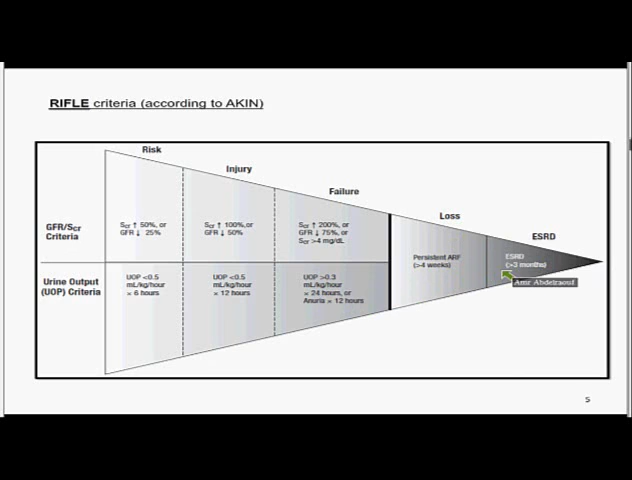 RIFLE criteria (according to AKIN)
Risk
Injury
Failure
Loss
ESRD
GFR/Scr
Criteria
Scr ↑ 50%, or
GFR ↓ 25%
Scr ↑ 100%,or
GFR ↓ 50%
Scr ↑ 200%, or
GFR ↓ 75%, or
Scr >4 mg/dL
Persistent ARF
(>4 weeks)
ESRD
(>3 months)
Amr Abdelraouf
Urine Output
(UOP) Criteria
UOP <0.5
mL/kg/hour
× 6 hours
UOP <0.5
mL/kg/hour
× 12 hours
UOP >0.3
mL/kg/hour
× 24 hours, or
Anuria × 12 hours
5